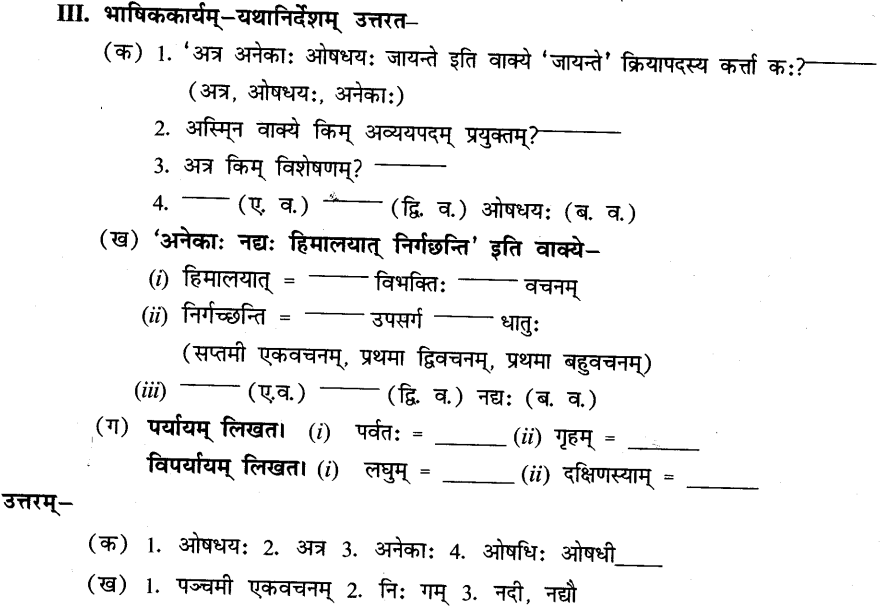 III. भाषिककार्यम्–यथानिर्देशम् उत्तरत–
(क) 1. 'अत्र अनेकाः ओषधयः जायन्ते इति वाक्ये 'जायन्ते' क्रियापदस्य कर्त्ता कः?———
(अत्र, ओषधयः, अनेकाः)
2. अस्मिन वाक्ये किम् अव्ययपदम् प्रयुक्तम्?———
3. अत्र किम् विशेषणम्? ———
4. ——— (ए. व.) ——— (द्वि. व.) ओषधयः (ब. व.)
(ख) 'अनेकाः नद्यः हिमालयात् निर्गछन्ति' इति वाक्ये–
(i) हिमालयात् = ——— विभक्तिः ——— वचनम्
(ii) निर्गच्छन्ति = ——— उपसर्ग ——— धातुः
(सप्तमी एकवचनम्, प्रथमा द्विवचनम्, प्रथमा बहुवचनम्)
(iii) ——— (ए.व.) ——— (द्वि. व.) नद्यः (ब. व.)
(ग) पर्यायम् लिखत। (i) पर्वतः = ______ (ii) गृहम् = ______
विपर्यायम् लिखत। (i) लघुम् = ______ (ii) दक्षिणस्याम् = ______
उत्तरम्–
(क) 1. ओषधयः 2. अत्र 3. अनेकाः 4. ओषधिः ओषधी____
(ख) 1. पञ्चमी एकवचनम् 2. निः गम् 3. नदी, नद्यौ